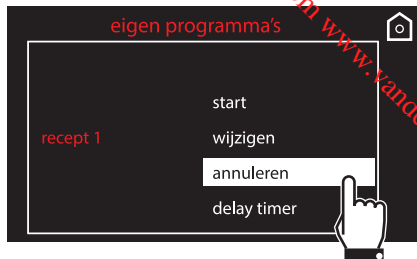 eigen programma's
start
recept 1
wijzigen
annuleren
delay timer